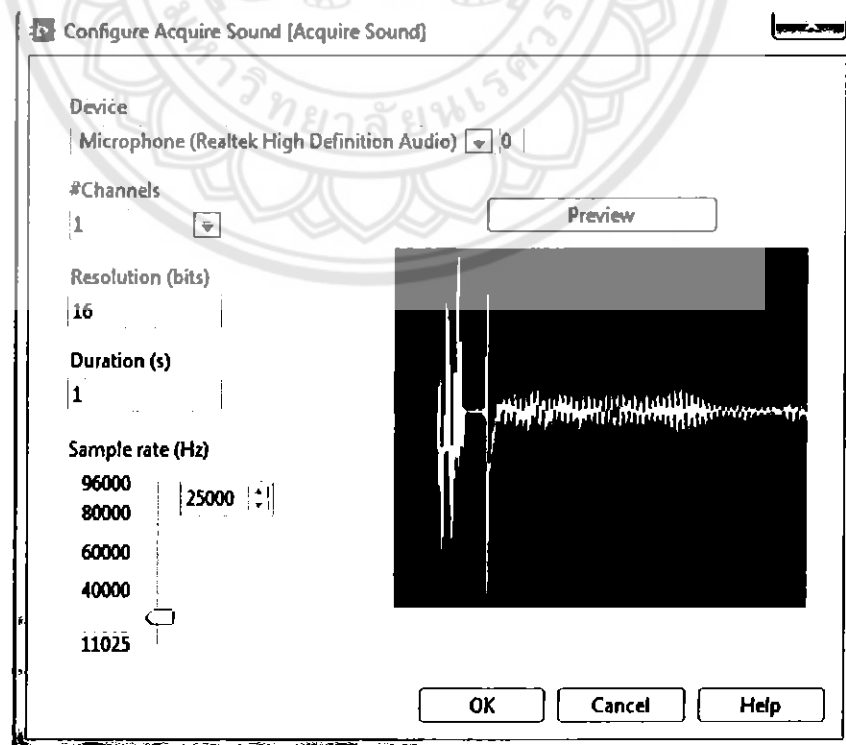 Configure Acquire Sound [Acquire Sound]
Device
Microphone (Realtek High Definition Audio) 0
#Channels
1
Preview
Resolution (bits)
16
Duration (s)
1
Sample rate (Hz)
96000
25000
80000
60000
40000
11025
OK Cancel Help